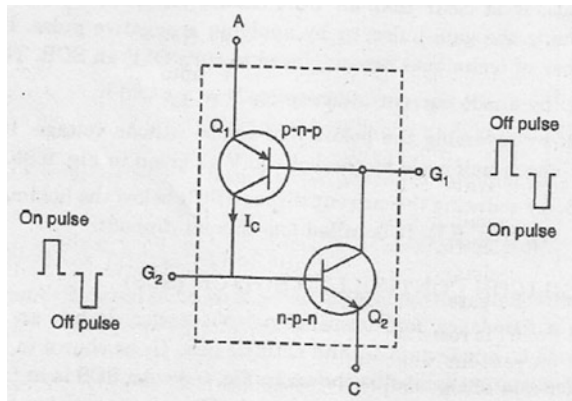 A
Q1
p-n-p
Off pulse
G1
On pulse
On pulse
IC
G2
Off pulse
n-p-n
Q2
C